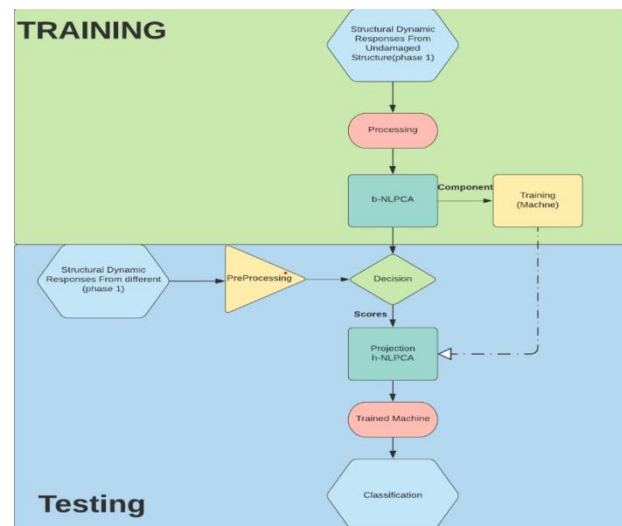 TRAINING
Structural Dynamic
Responses From
Undamaged
Structure(phase 1)
Processing
b-NLPCA
Component
Training
(Machne)
Structural Dynamic
Responses From different
(phase 1)
PreProcessing
Decision
Scores
Projection
h-NLPCA
Trained Machine
Classification
Testing